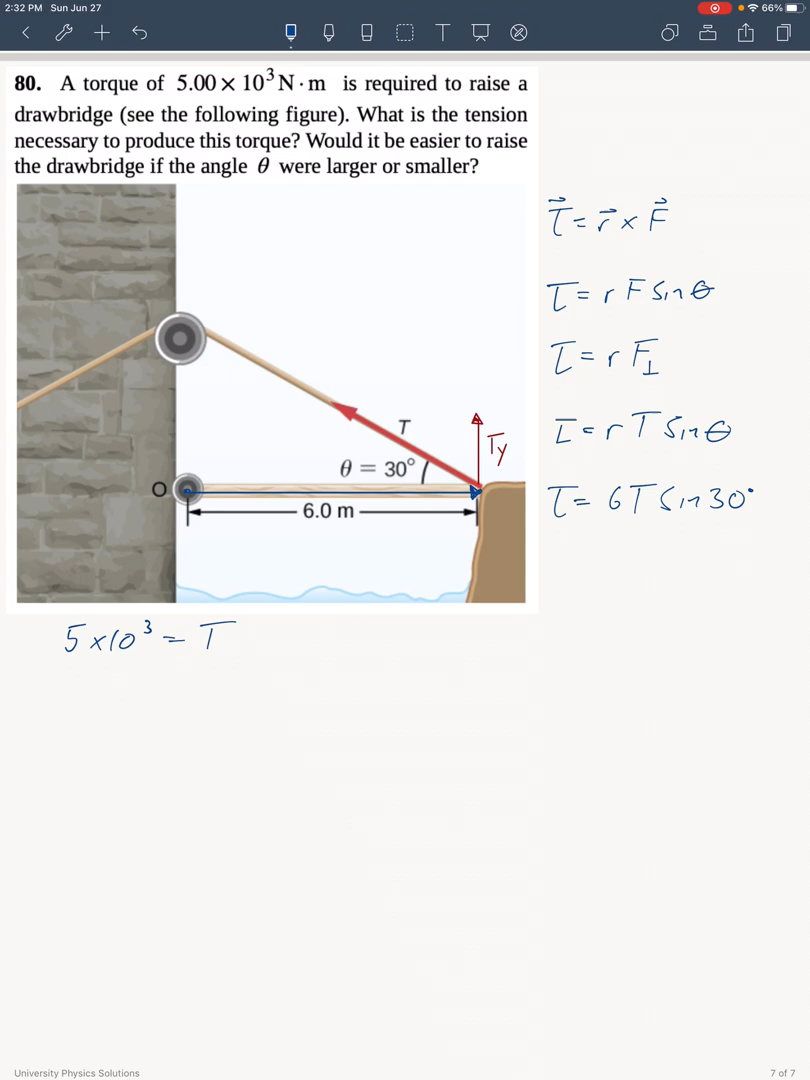 2:32 PM Sun Jun 27
66%
80. A torque of 5.00 × 10³ N · m is required to raise a
drawbridge (see the following figure). What is the tension
necessary to produce this torque? Would it be easier to raise
the drawbridge if the angle θ were larger or smaller?
τ⃗ = r⃗ × F⃗
τ = r F sin θ
τ = r F⊥
T
Ty
τ = r T sin θ
θ = 30°
O
τ = 6 T sin 30°
6.0 m
5 × 10³ = T
University Physics Solutions
7 of 7